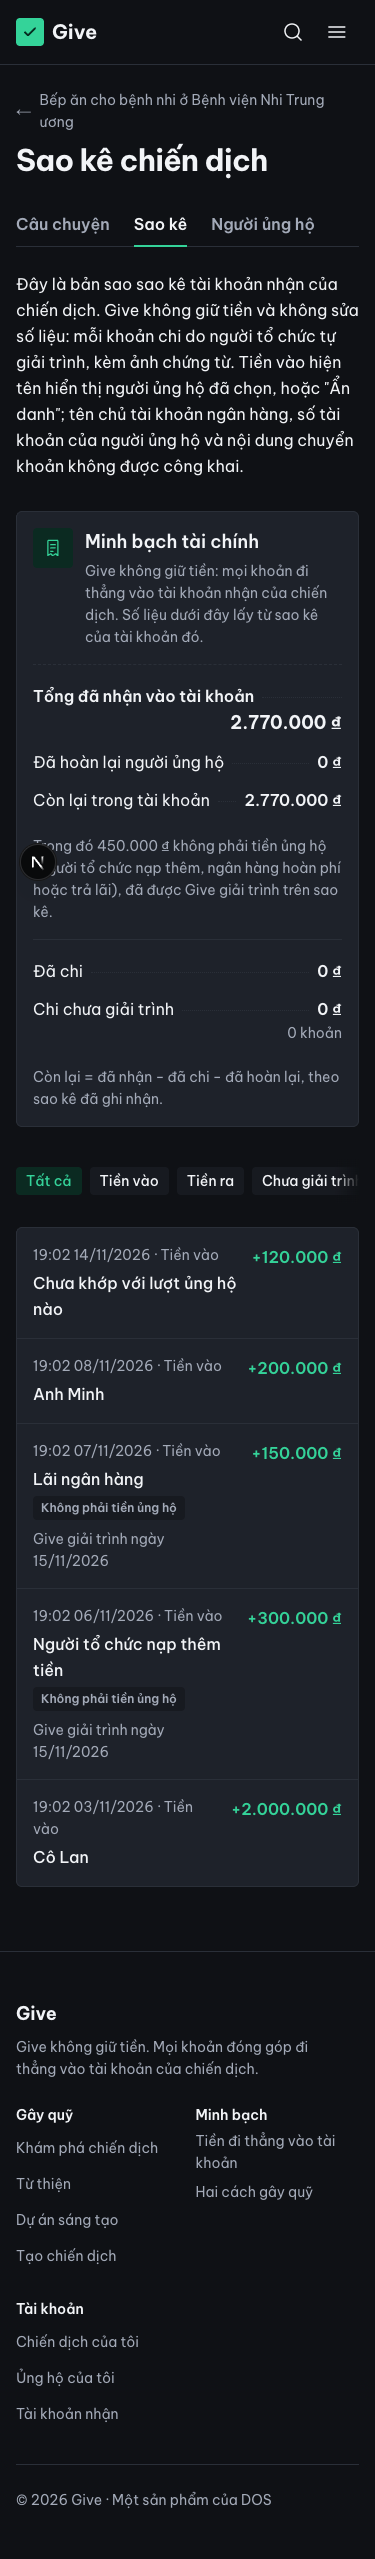 Give
Bếp ăn cho bệnh nhi ở Bệnh viện Nhi Trung
ương
Sao kê chiến dịch
Câu chuyện Sao kê Người ủng hộ
Đây là bản sao sao kê tài khoản nhận của
chiến dịch. Give không giữ tiền và không sửa
số liệu: mỗi khoản chi do người tổ chức tự
giải trình, kèm ảnh chứng từ. Tiền vào hiện
tên hiển thị người ủng hộ đã chọn, hoặc "Ẩn
danh"; tên chủ tài khoản ngân hàng, số tài
khoản của người ủng hộ và nội dung chuyển
khoản không được công khai.
Minh bạch tài chính
Give không giữ tiền: mọi khoản đi
thẳng vào tài khoản nhận của chiến
dịch. Số liệu dưới đây lấy từ sao kê
của tài khoản đó.
Tổng đã nhận vào tài khoản
2.770.000 ₫
Đã hoàn lại người ủng hộ 0 ₫
Còn lại trong tài khoản 2.770.000 ₫
Trong đó 450.000 ₫ không phải tiền ủng hộ
tổ chức nạp thêm, ngân hàng hoàn phí
hoặc trả lãi), đã được Give giải trình trên sao
kê.
Đã chi 0 ₫
Chi chưa giải trình 0 ₫
0 khoản
Còn lại = đã nhận − đã chi − đã hoàn lại, theo
sao kê đã ghi nhận.
Tất cả Tiền vào Tiền ra Chưa giải trình
19:02 14/11/2026 · Tiền vào +120.000 ₫
Chưa khớp với lượt ủng hộ
nào
19:02 08/11/2026 · Tiền vào +200.000 ₫
Anh Minh
19:02 07/11/2026 · Tiền vào +150.000 ₫
Lãi ngân hàng
Không phải tiền ủng hộ
Give giải trình ngày
15/11/2026
19:02 06/11/2026 · Tiền vào +300.000 ₫
Người tổ chức nạp thêm
tiền
Không phải tiền ủng hộ
Give giải trình ngày
15/11/2026
19:02 03/11/2026 · Tiền +2.000.000 ₫
vào
Cô Lan
Give
Give không giữ tiền. Mọi khoản đóng góp đi
thẳng vào tài khoản của chiến dịch.
Gây quỹ
Khám phá chiến dịch
Từ thiện
Dự án sáng tạo
Tạo chiến dịch
Minh bạch
Tiền đi thẳng vào tài
khoản
Hai cách gây quỹ
Tài khoản
Chiến dịch của tôi
Ủng hộ của tôi
Tài khoản nhận
© 2026 Give · Một sản phẩm của DOS